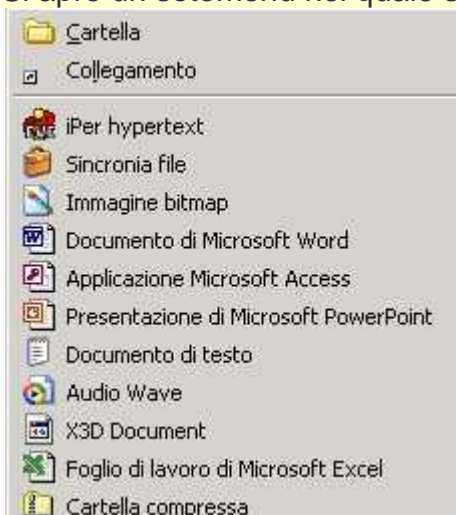 Cartella
Collegamento
iPer hypertext
Sincronia file
Immagine bitmap
Documento di Microsoft Word
Applicazione Microsoft Access
Presentazione di Microsoft PowerPoint
Documento di testo
Audio Wave
X3D Document
Foglio di lavoro di Microsoft Excel
Cartella compressa